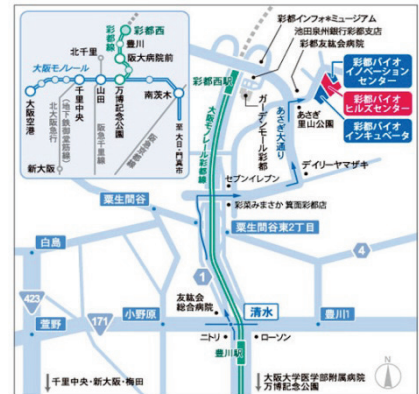 彩都西
彩都線
豊川
阪大病院前
北千里
大阪モノレール
大阪空港
千里中央
(地下鉄御堂筋線)
北大阪急行
山田
阪急千里線
万博記念公園
南茨木
阪急京都線
至 大日・門真市
新大阪
彩都インフォ*ミュージアム
池田泉州銀行彩都支店
彩都友紘会病院
彩都西駅
ガーデンモール彩都
あさぎ大通り
あさぎ
里山公園
彩都バイオ
イノベーション
センター
彩都バイオ
ヒルズセンター
彩都バイオ
インキュベータ
大阪モノレール彩都線
デイリーヤマザキ
セブンイレブン
彩菜みまさか 箕面彩都店
粟生間谷
粟生間谷東2丁目
白島
4
1
423
171
萱野
小野原
友紘会
総合病院
清水
豊川1
ニトリ
ローソン
豊川駅
千里中央・新大阪・梅田
大阪大学医学部附属病院
万博記念公園
N